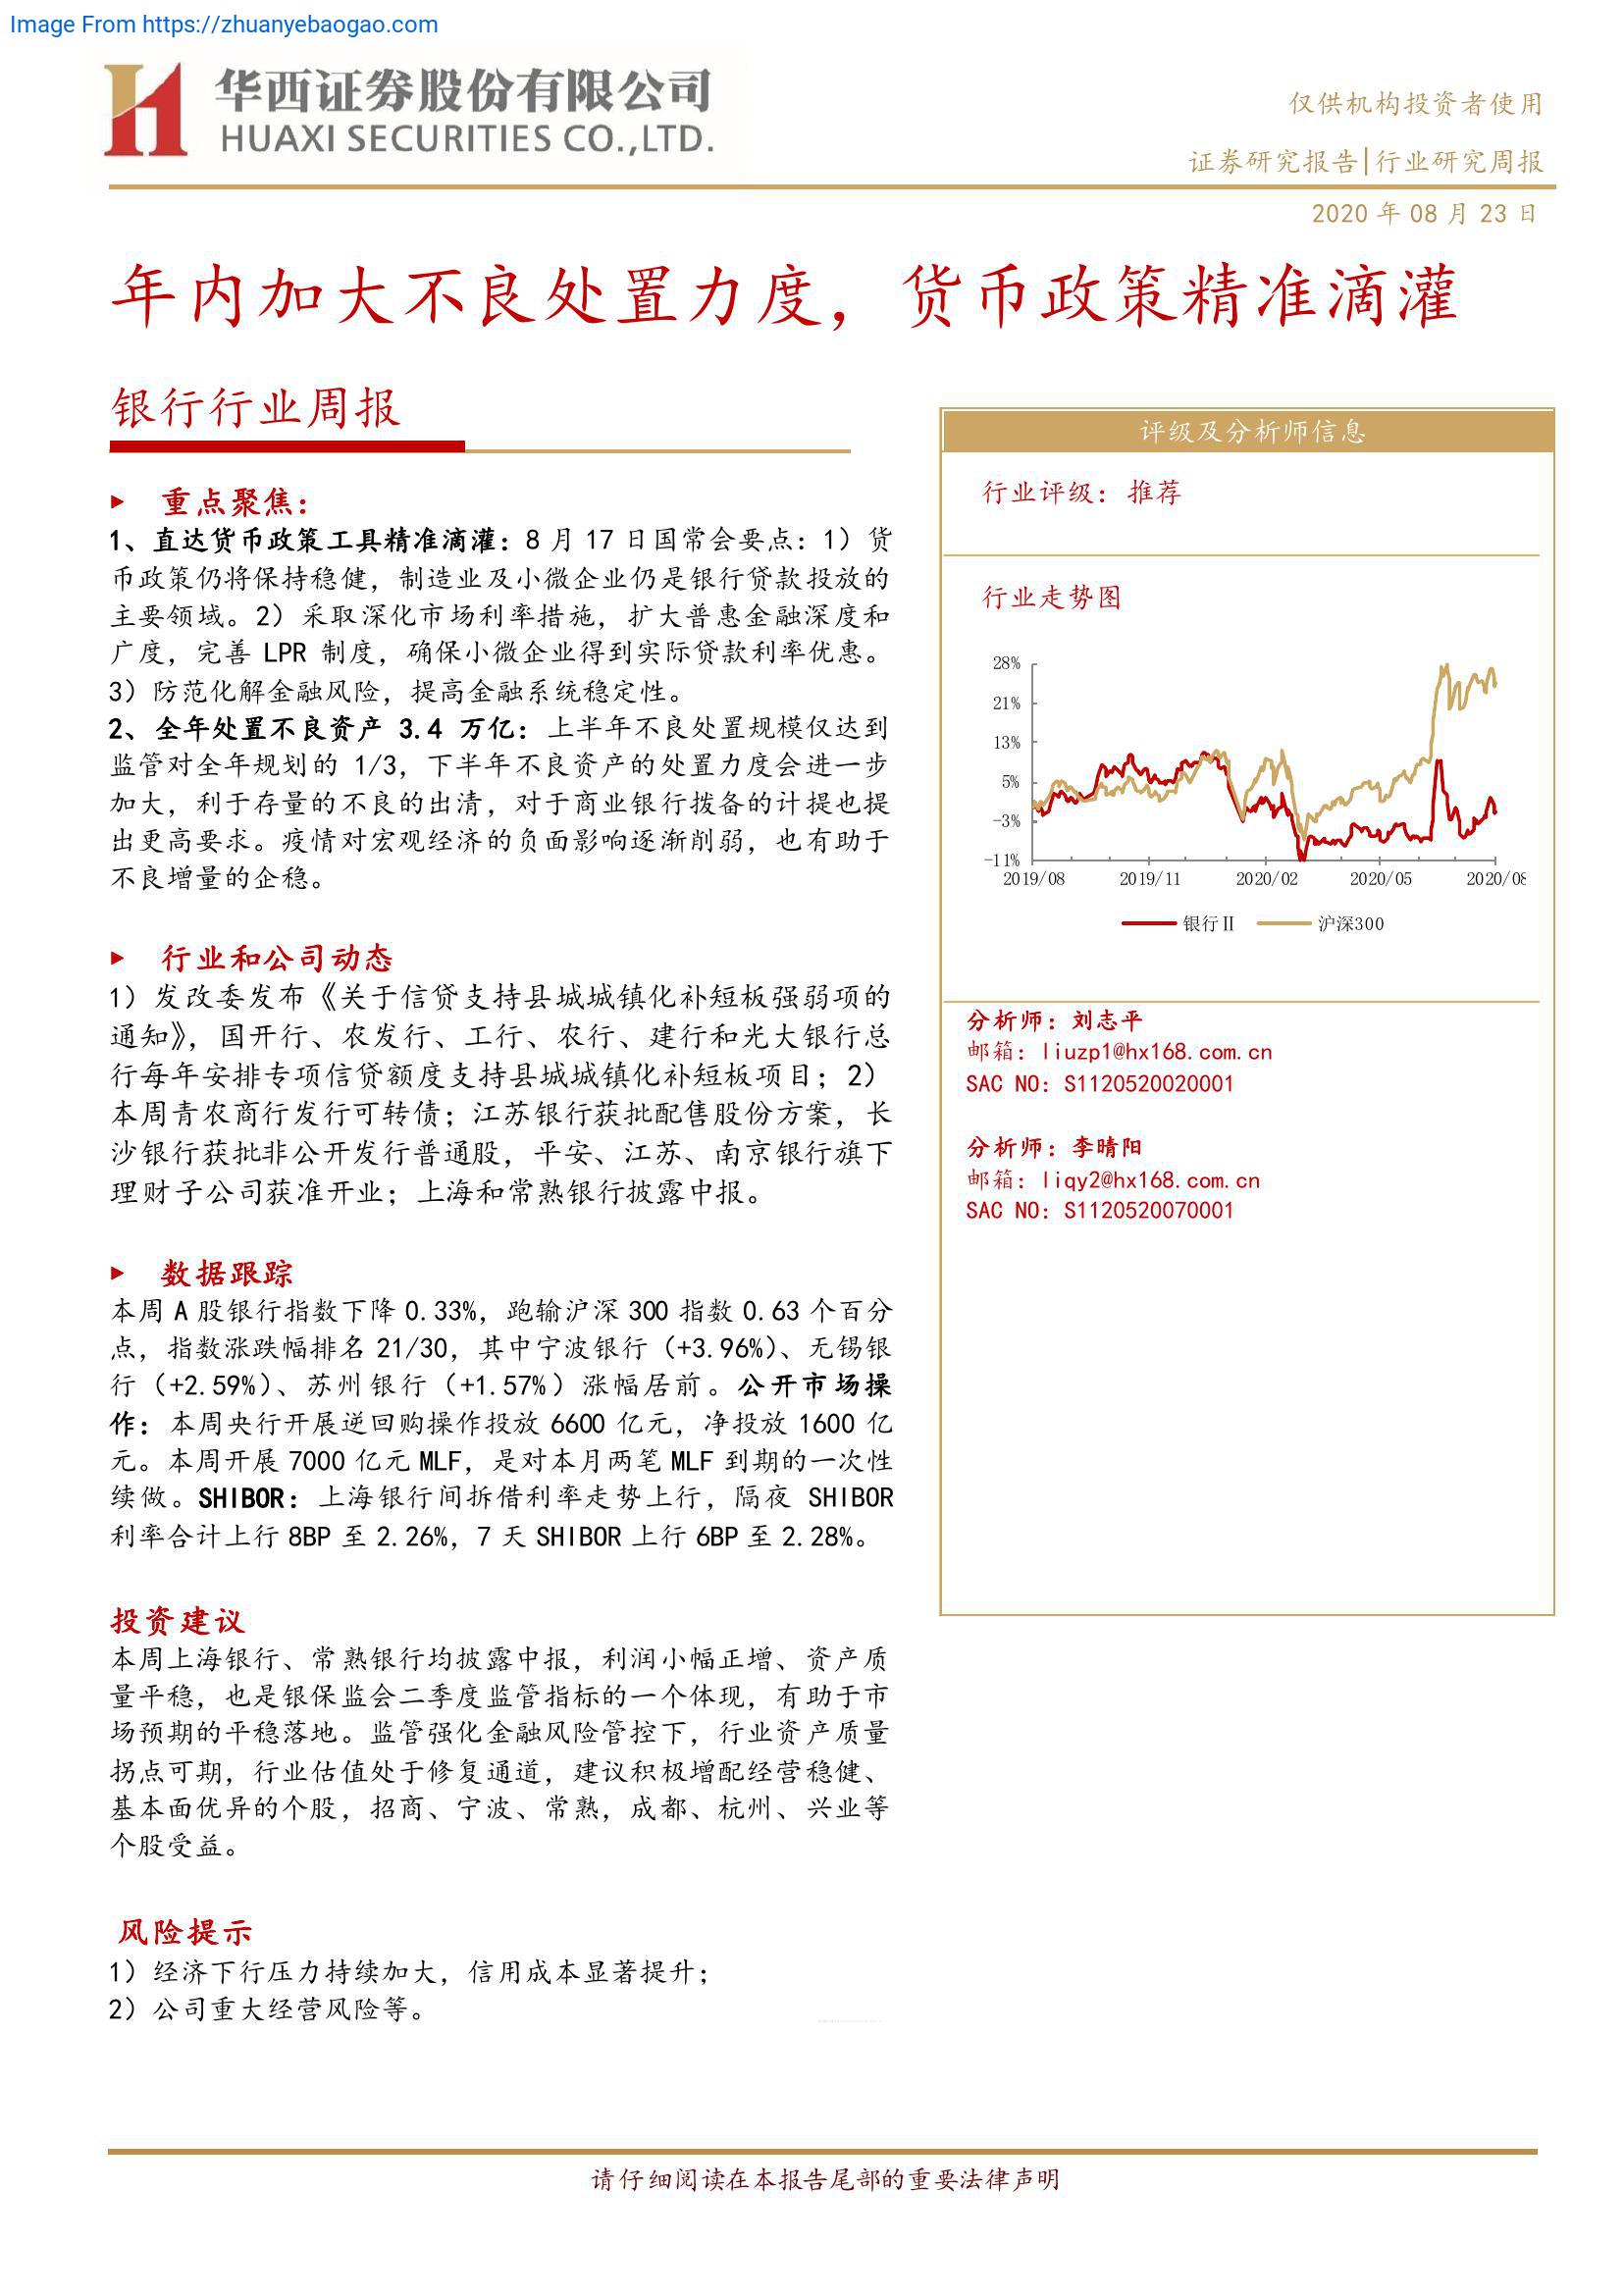 Image From https://zhuanyebaogao.com
华西证券股份有限公司
HUAXI SECURITIES CO.,LTD.
仅供机构投资者使用
证券研究报告|行业研究周报
2020 年 08 月 23 日
年内加大不良处置力度，货币政策精准滴灌
银行行业周报
重点聚焦：
1、直达货币政策工具精准滴灌：8 月 17 日国常会要点：1）货
币政策仍将保持稳健，制造业及小微企业仍是银行贷款投放的
主要领域。2）采取深化市场利率措施，扩大普惠金融深度和
广度，完善 LPR 制度，确保小微企业得到实际贷款利率优惠。
3）防范化解金融风险，提高金融系统稳定性。
2、全年处置不良资产 3.4 万亿：上半年不良处置规模仅达到
监管对全年规划的 1/3，下半年不良资产的处置力度会进一步
加大，利于存量的不良的出清，对于商业银行拨备的计提也提
出更高要求。疫情对宏观经济的负面影响逐渐削弱，也有助于
不良增量的企稳。
行业和公司动态
1）发改委发布《关于信贷支持县城城镇化补短板强弱项的
通知》，国开行、农发行、工行、农行、建行和光大银行总
行每年安排专项信贷额度支持县城城镇化补短板项目；2）
本周青农商行发行可转债；江苏银行获批配售股份方案，长
沙银行获批非公开发行普通股，平安、江苏、南京银行旗下
理财子公司获准开业；上海和常熟银行披露中报。
数据跟踪
本周 A 股银行指数下降 0.33%，跑输沪深 300 指数 0.63 个百分
点，指数涨跌幅排名 21/30，其中宁波银行（+3.96%）、无锡银
行（+2.59%）、苏州银行（+1.57%）涨幅居前。公开市场操
作：本周央行开展逆回购操作投放 6600 亿元，净投放 1600 亿
元。本周开展 7000 亿元 MLF，是对本月两笔 MLF 到期的一次性
续做。SHIBOR：上海银行间拆借利率走势上行，隔夜 SHIBOR
利率合计上行 8BP 至 2.26%，7 天 SHIBOR 上行 6BP 至 2.28%。
投资建议
本周上海银行、常熟银行均披露中报，利润小幅正增、资产质
量平稳，也是银保监会二季度监管指标的一个体现，有助于市
场预期的平稳落地。监管强化金融风险管控下，行业资产质量
拐点可期，行业估值处于修复通道，建议积极增配经营稳健、
基本面优异的个股，招商、宁波、常熟，成都、杭州、兴业等
个股受益。
风险提示
1）经济下行压力持续加大，信用成本显著提升；
2）公司重大经营风险等。
评级及分析师信息
行业评级：推荐
行业走势图
28%
21%
13%
5%
-3%
-11%
2019/08 2019/11 2020/02 2020/05 2020/08
银行Ⅱ 沪深300
分析师：刘志平
邮箱：liuzp1@hx168.com.cn
SAC NO：S1120520020001
分析师：李晴阳
邮箱：liqy2@hx168.com.cn
SAC NO：S1120520070001
请仔细阅读在本报告尾部的重要法律声明